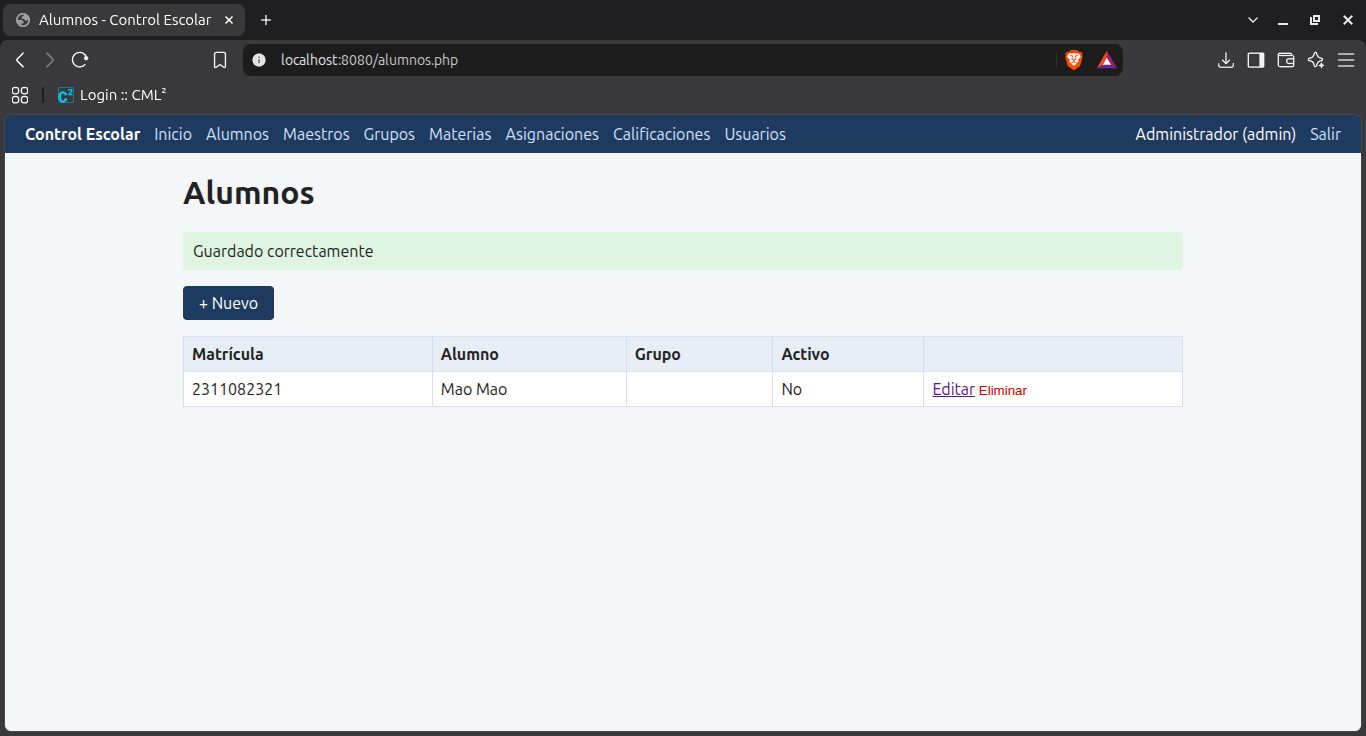 Alumnos - Control Escolar
localhost:8080/alumnos.php
Login :: CML²
Control Escolar Inicio Alumnos Maestros Grupos Materias Asignaciones Calificaciones Usuarios Administrador (admin) Salir
Alumnos
Guardado correctamente
+ Nuevo
Matrícula Alumno Grupo Activo
2311082321 Mao Mao No Editar Eliminar